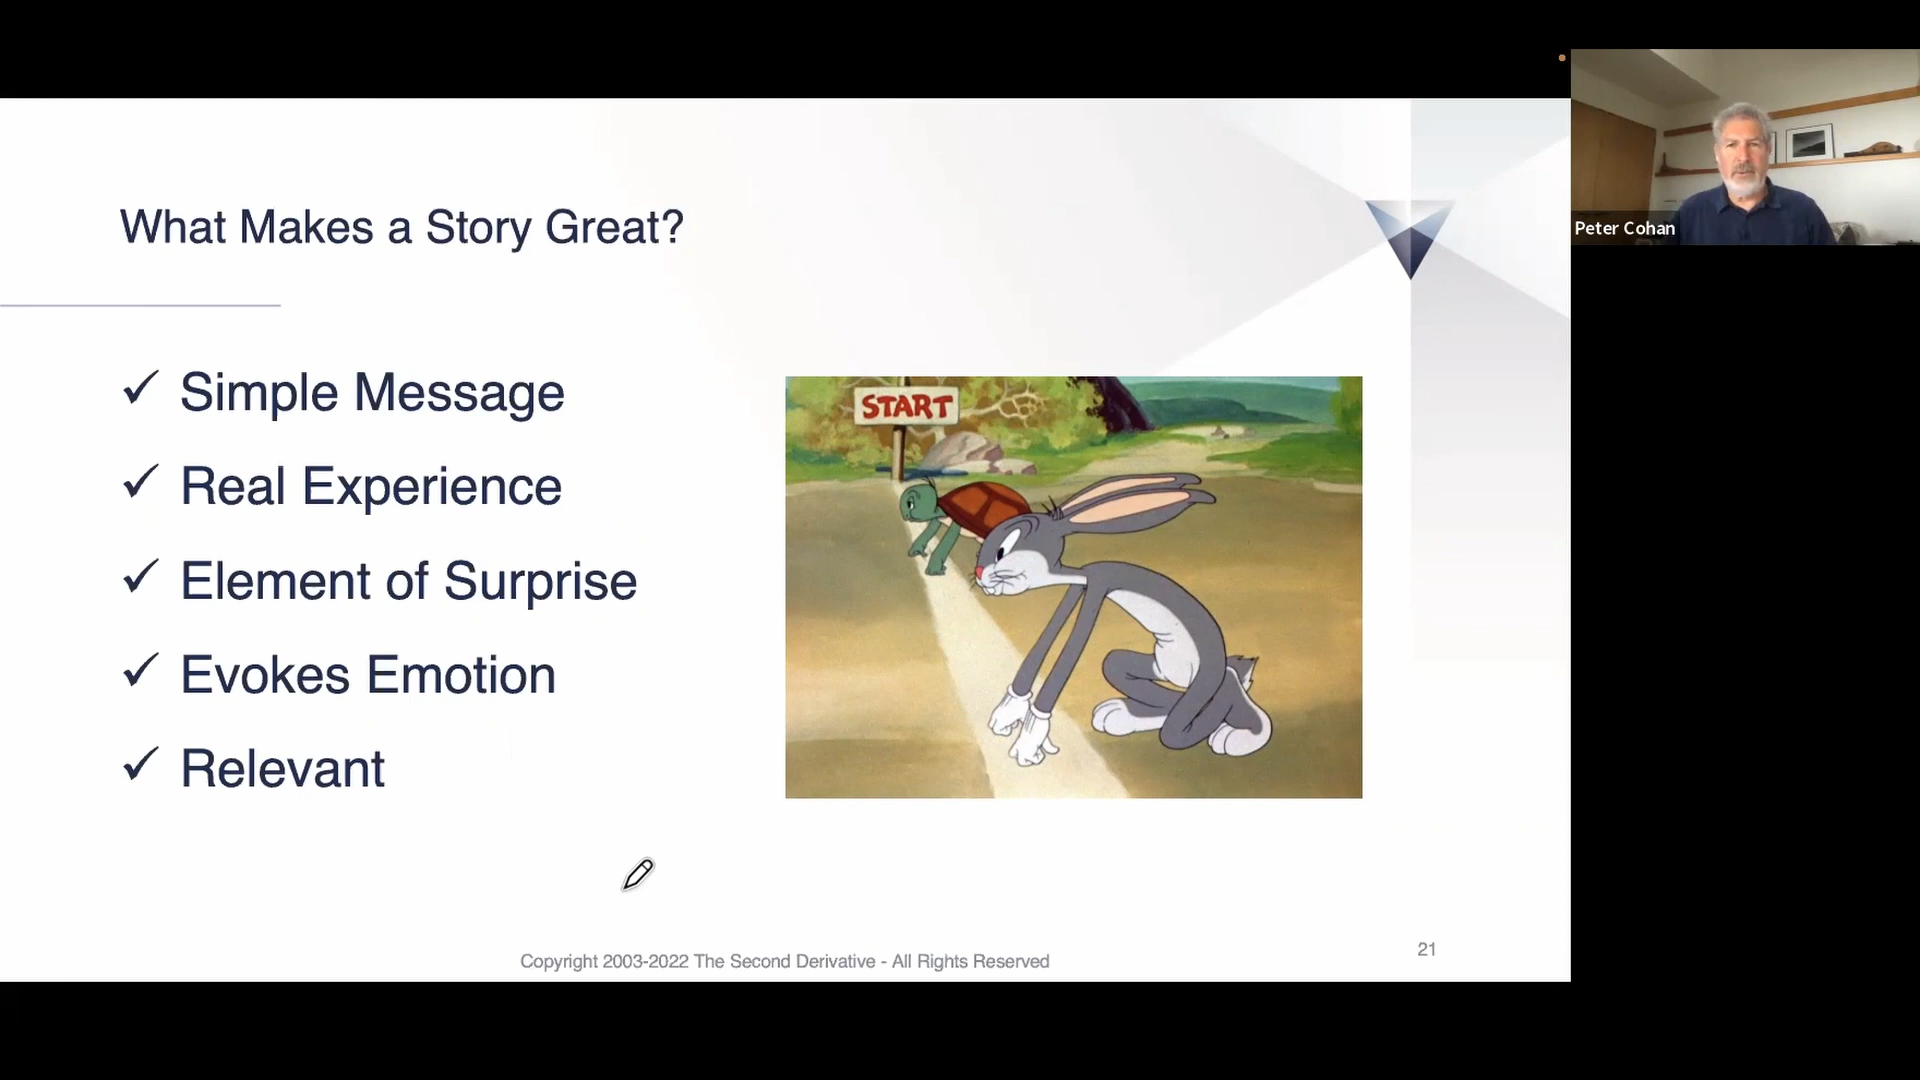 What Makes a Story Great?
✓ Simple Message
✓ Real Experience
✓ Element of Surprise
✓ Evokes Emotion
✓ Relevant
START
Copyright 2003-2022 The Second Derivative - All Rights Reserved
21
Peter Cohan